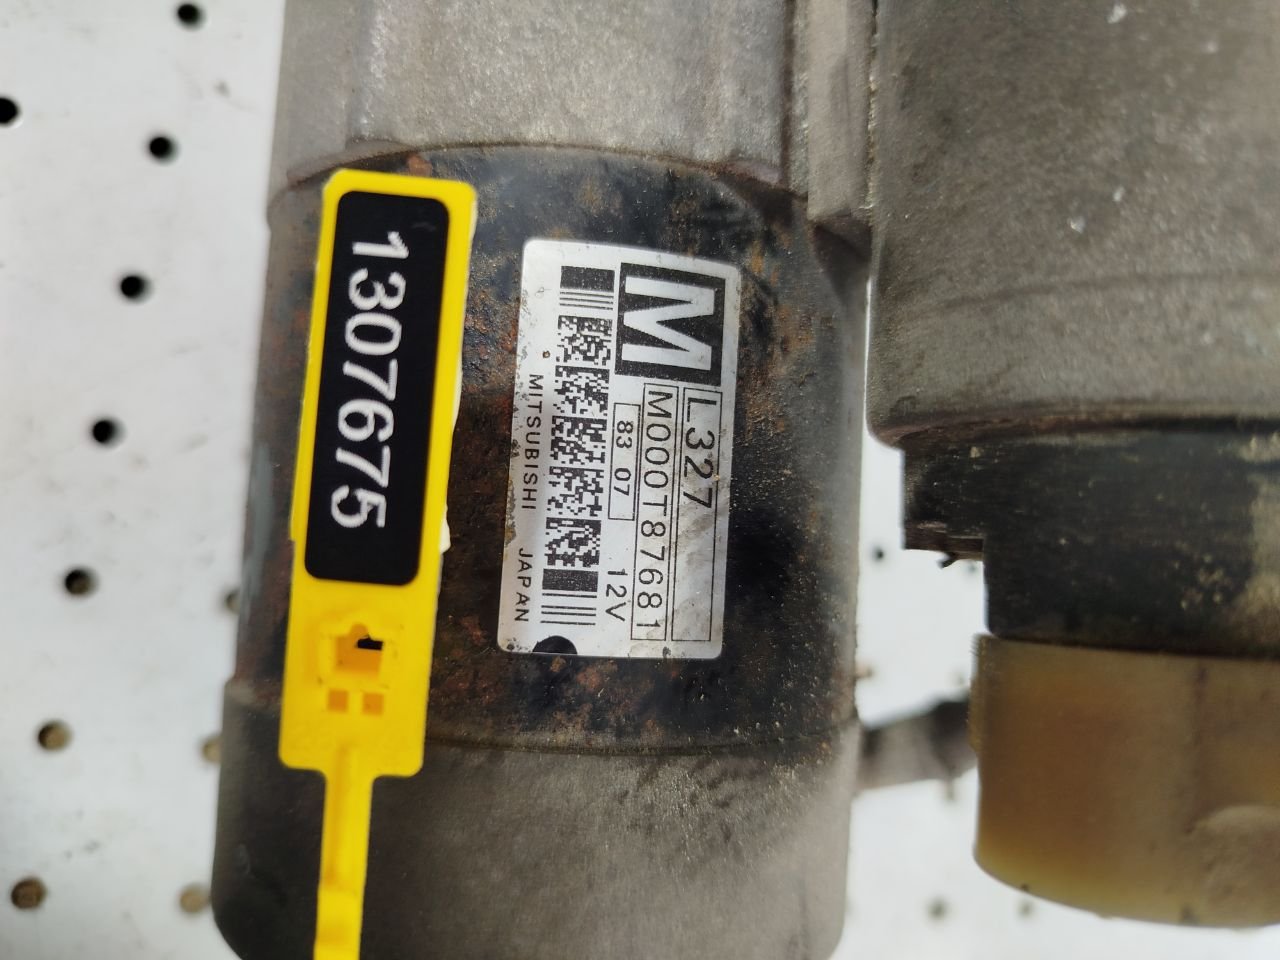 1307675
M
L327
M000T87681
83 07
12V
MITSUBISHI JAPAN